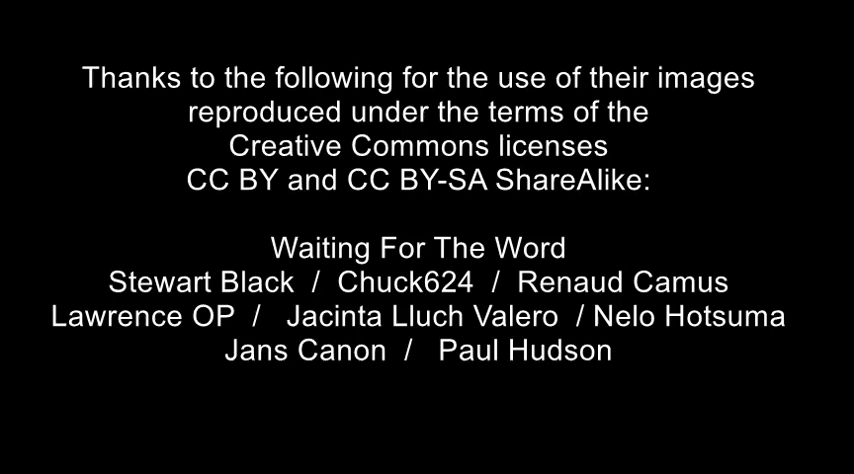 Thanks to the following for the use of their images
reproduced under the terms of the
Creative Commons licenses
CC BY and CC BY-SA ShareAlike:
Waiting For The Word
Stewart Black / Chuck624 / Renaud Camus
Lawrence OP / Jacinta Lluch Valero / Nelo Hotsuma
Jans Canon / Paul Hudson